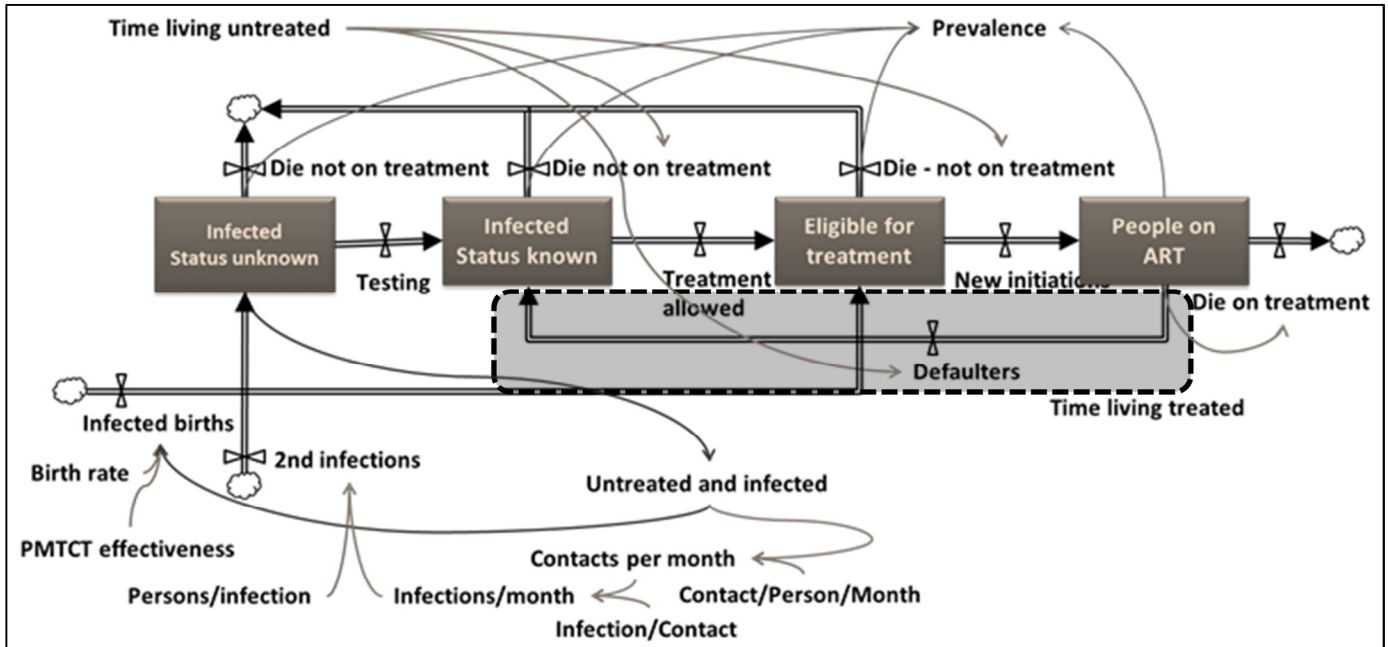 Time living untreated
Prevalence
Die not on treatment
Die not on treatment
Die - not on treatment
Infected
Status unknown
Infected
Status known
Eligible for
treatment
People on
ART
Testing
Treatment
allowed
New initiations
Die on treatment
Defaulters
Time living treated
Infected births
Birth rate
2nd infections
Untreated and infected
PMTCT effectiveness
Contacts per month
Persons/infection
Infections/month
Contact/Person/Month
Infection/Contact